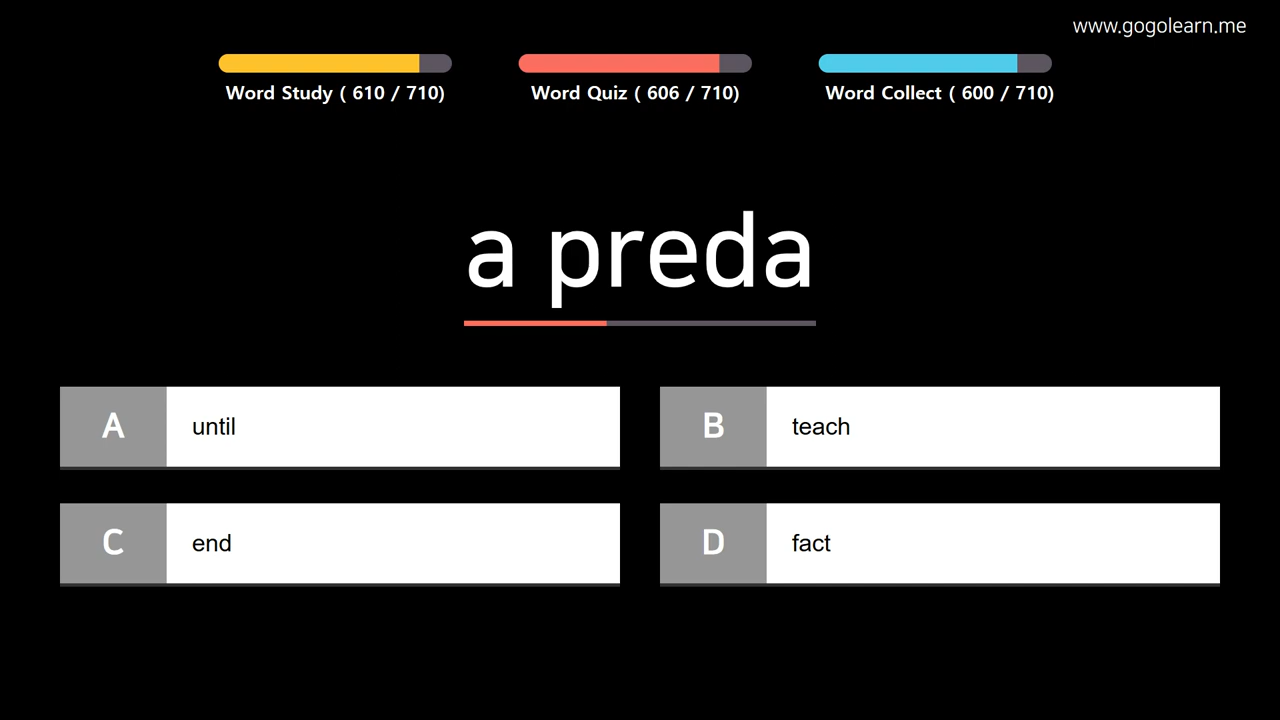 www.gogolearn.me
Word Study ( 610 / 710)
Word Quiz ( 606 / 710)
Word Collect ( 600 / 710)
a preda
A
until
B
teach
C
end
D
fact